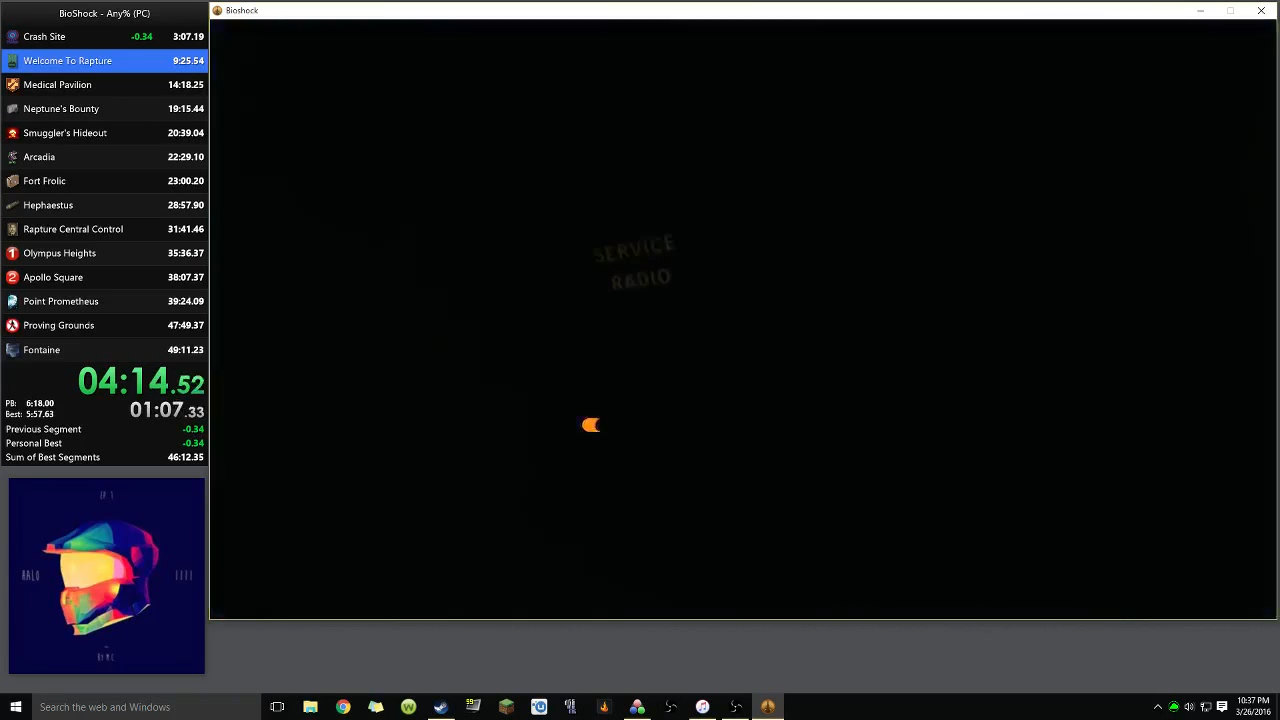 BioShock - Any% (PC)
Bioshock
Crash Site -0.34 3:07.19
Welcome To Rapture 9:25.54
Medical Pavilion 14:18.25
Neptune's Bounty 19:15.44
Smuggler's Hideout 20:39.04
Arcadia 22:29.10
Fort Frolic 23:00.20
Hephaestus 28:57.90
Rapture Central Control 31:41.46
Olympus Heights 35:36.37
Apollo Square 38:07.37
Point Prometheus 39:24.09
Proving Grounds 47:49.37
Fontaine 49:11.23
04:14.52
PB: 6:18.00
Best: 5:57.63
01:07.33
Previous Segment -0.34
Personal Best -0.34
Sum of Best Segments 46:12.35
SERVICE
RADIO
Search the web and Windows
10:37 PM
3/26/2016